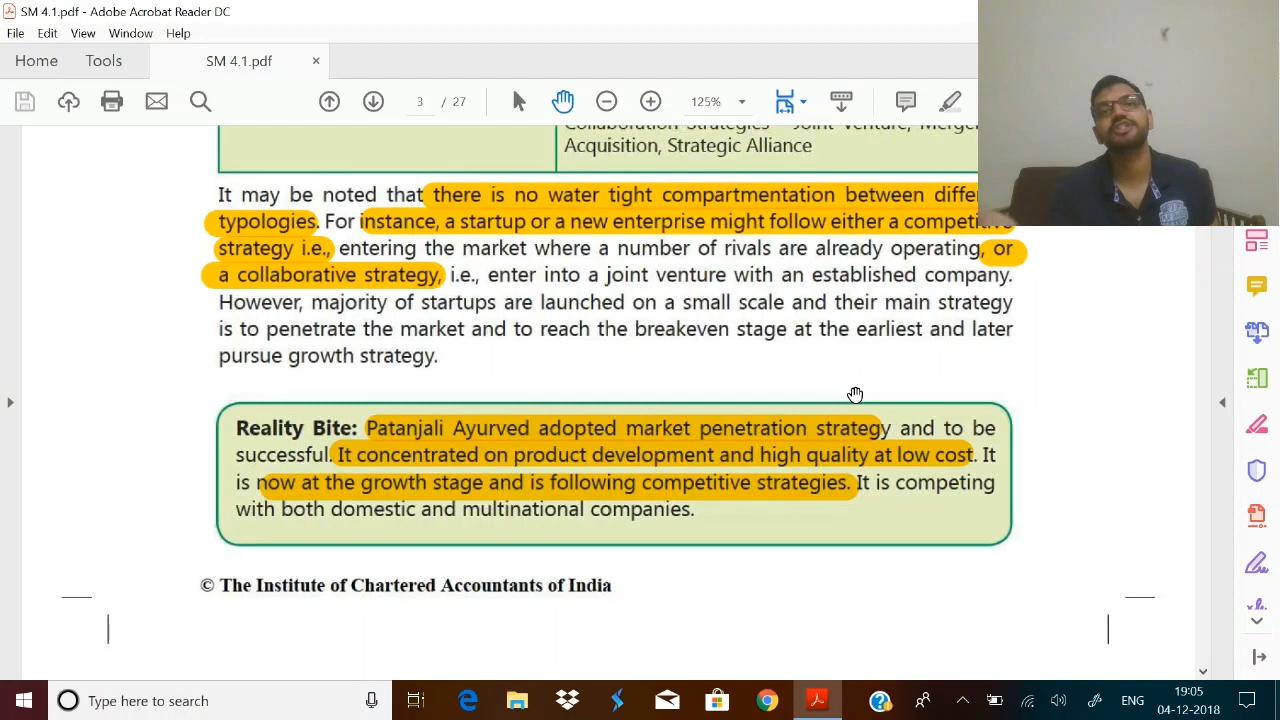 SM 4.1.pdf - Adobe Acrobat Reader DC
File Edit View Window Help
Home Tools SM 4.1.pdf ×
3 / 27 125%
Collaboration Strategies - Joint Venture, Merger
Acquisition, Strategic Alliance
It may be noted that there is no water tight compartmentation between differ
typologies. For instance, a startup or a new enterprise might follow either a competitive
strategy i.e., entering the market where a number of rivals are already operating, or
a collaborative strategy, i.e., enter into a joint venture with an established company.
However, majority of startups are launched on a small scale and their main strategy
is to penetrate the market and to reach the breakeven stage at the earliest and later
pursue growth strategy.
Reality Bite: Patanjali Ayurved adopted market penetration strategy and to be
successful. It concentrated on product development and high quality at low cost. It
is now at the growth stage and is following competitive strategies. It is competing
with both domestic and multinational companies.
© The Institute of Chartered Accountants of India
Type here to search
ENG
19:05
04-12-2018